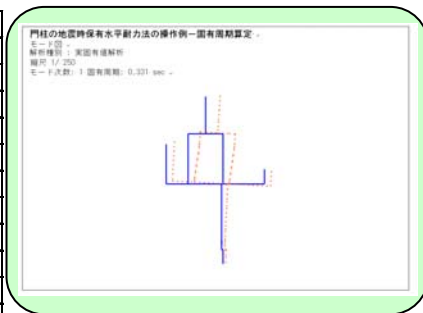 門柱の地震時保有水平耐力法の操作例－固有周期算定
モード図
解析種別 : 実固有値解析
縮尺 1/ 250
モード次数: 1 固有周期: 0.331 sec